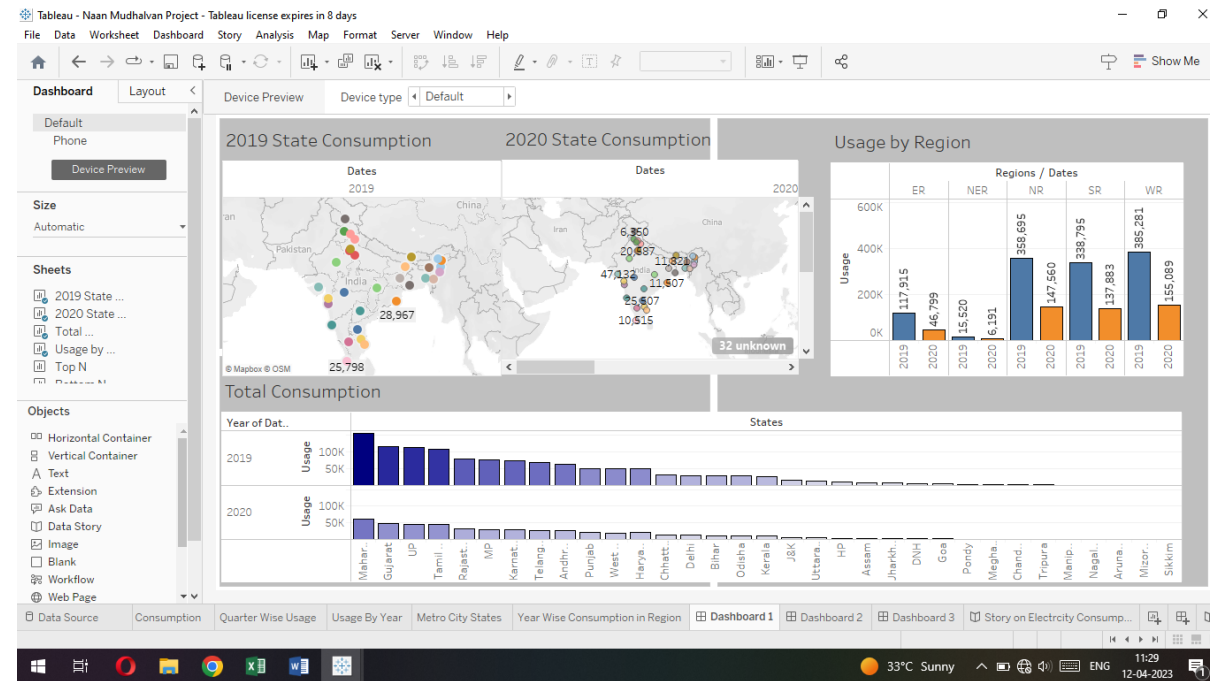 Tableau - Naan Mudhalvan Project - Tableau license expires in 8 days
File Data Worksheet Dashboard Story Analysis Map Format Server Window Help
Show Me
Dashboard Layout
Default
Phone
Device Preview
Size
Automatic
Sheets
2019 State ...
2020 State ...
Total ...
Usage by ...
Top N
Bottom N
Objects
Horizontal Container
Vertical Container
Text
Extension
Ask Data
Data Story
Image
Blank
Workflow
Web Page
Device Preview Device type Default
2019 State Consumption
Dates
2019
China
Pakistan
India
28,967
25,798
© Mapbox © OSM
2020 State Consumption
Dates
2020
Iran
China
India
6,350
20,587
11,321
47,132
11,507
25,507
10,515
32 unknown
Usage by Region
Regions / Dates
ER NER NR SR WR
Usage
600K
400K
200K
0K
117,915
46,799
15,520
6,191
358,695
147,560
338,795
137,883
385,281
155,089
2019 2020 2019 2020 2019 2020 2019 2020 2019 2020
Total Consumption
Year of Dat.. States
2019
Usage
100K
50K
2020
Usage
100K
50K
Mahar.. Gujarat UP Tamil .. Rajast.. MP Karnat.. Telang.. Andhr.. Punjab West .. Harya.. Chhatt.. Delhi Bihar Odisha Kerala J&K Uttara.. HP Assam Jharkh.. DNH Goa Pondy Megha.. Chand.. Tripura Manip.. Nagal.. Aruna.. Mizor.. Sikkim
Data Source Consumption Quarter Wise Usage Usage By Year Metro City States Year Wise Consumption in Region Dashboard 1 Dashboard 2 Dashboard 3 Story on Electrcity Consump...
33°C Sunny ENG 11:29
12-04-2023